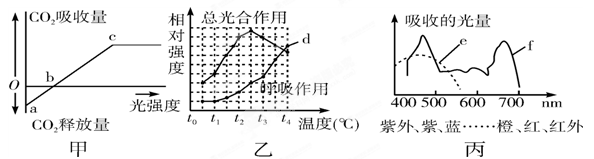 CO₂吸收量
c
O
b
光强度
a
CO₂释放量
甲
相对强度
总光合作用
d
呼吸作用
t₀ t₁ t₂ t₃ t₄ 温度(℃)
乙
吸收的光量
e
f
400 500 600 700 nm
紫外、紫、蓝……橙、红、红外
丙